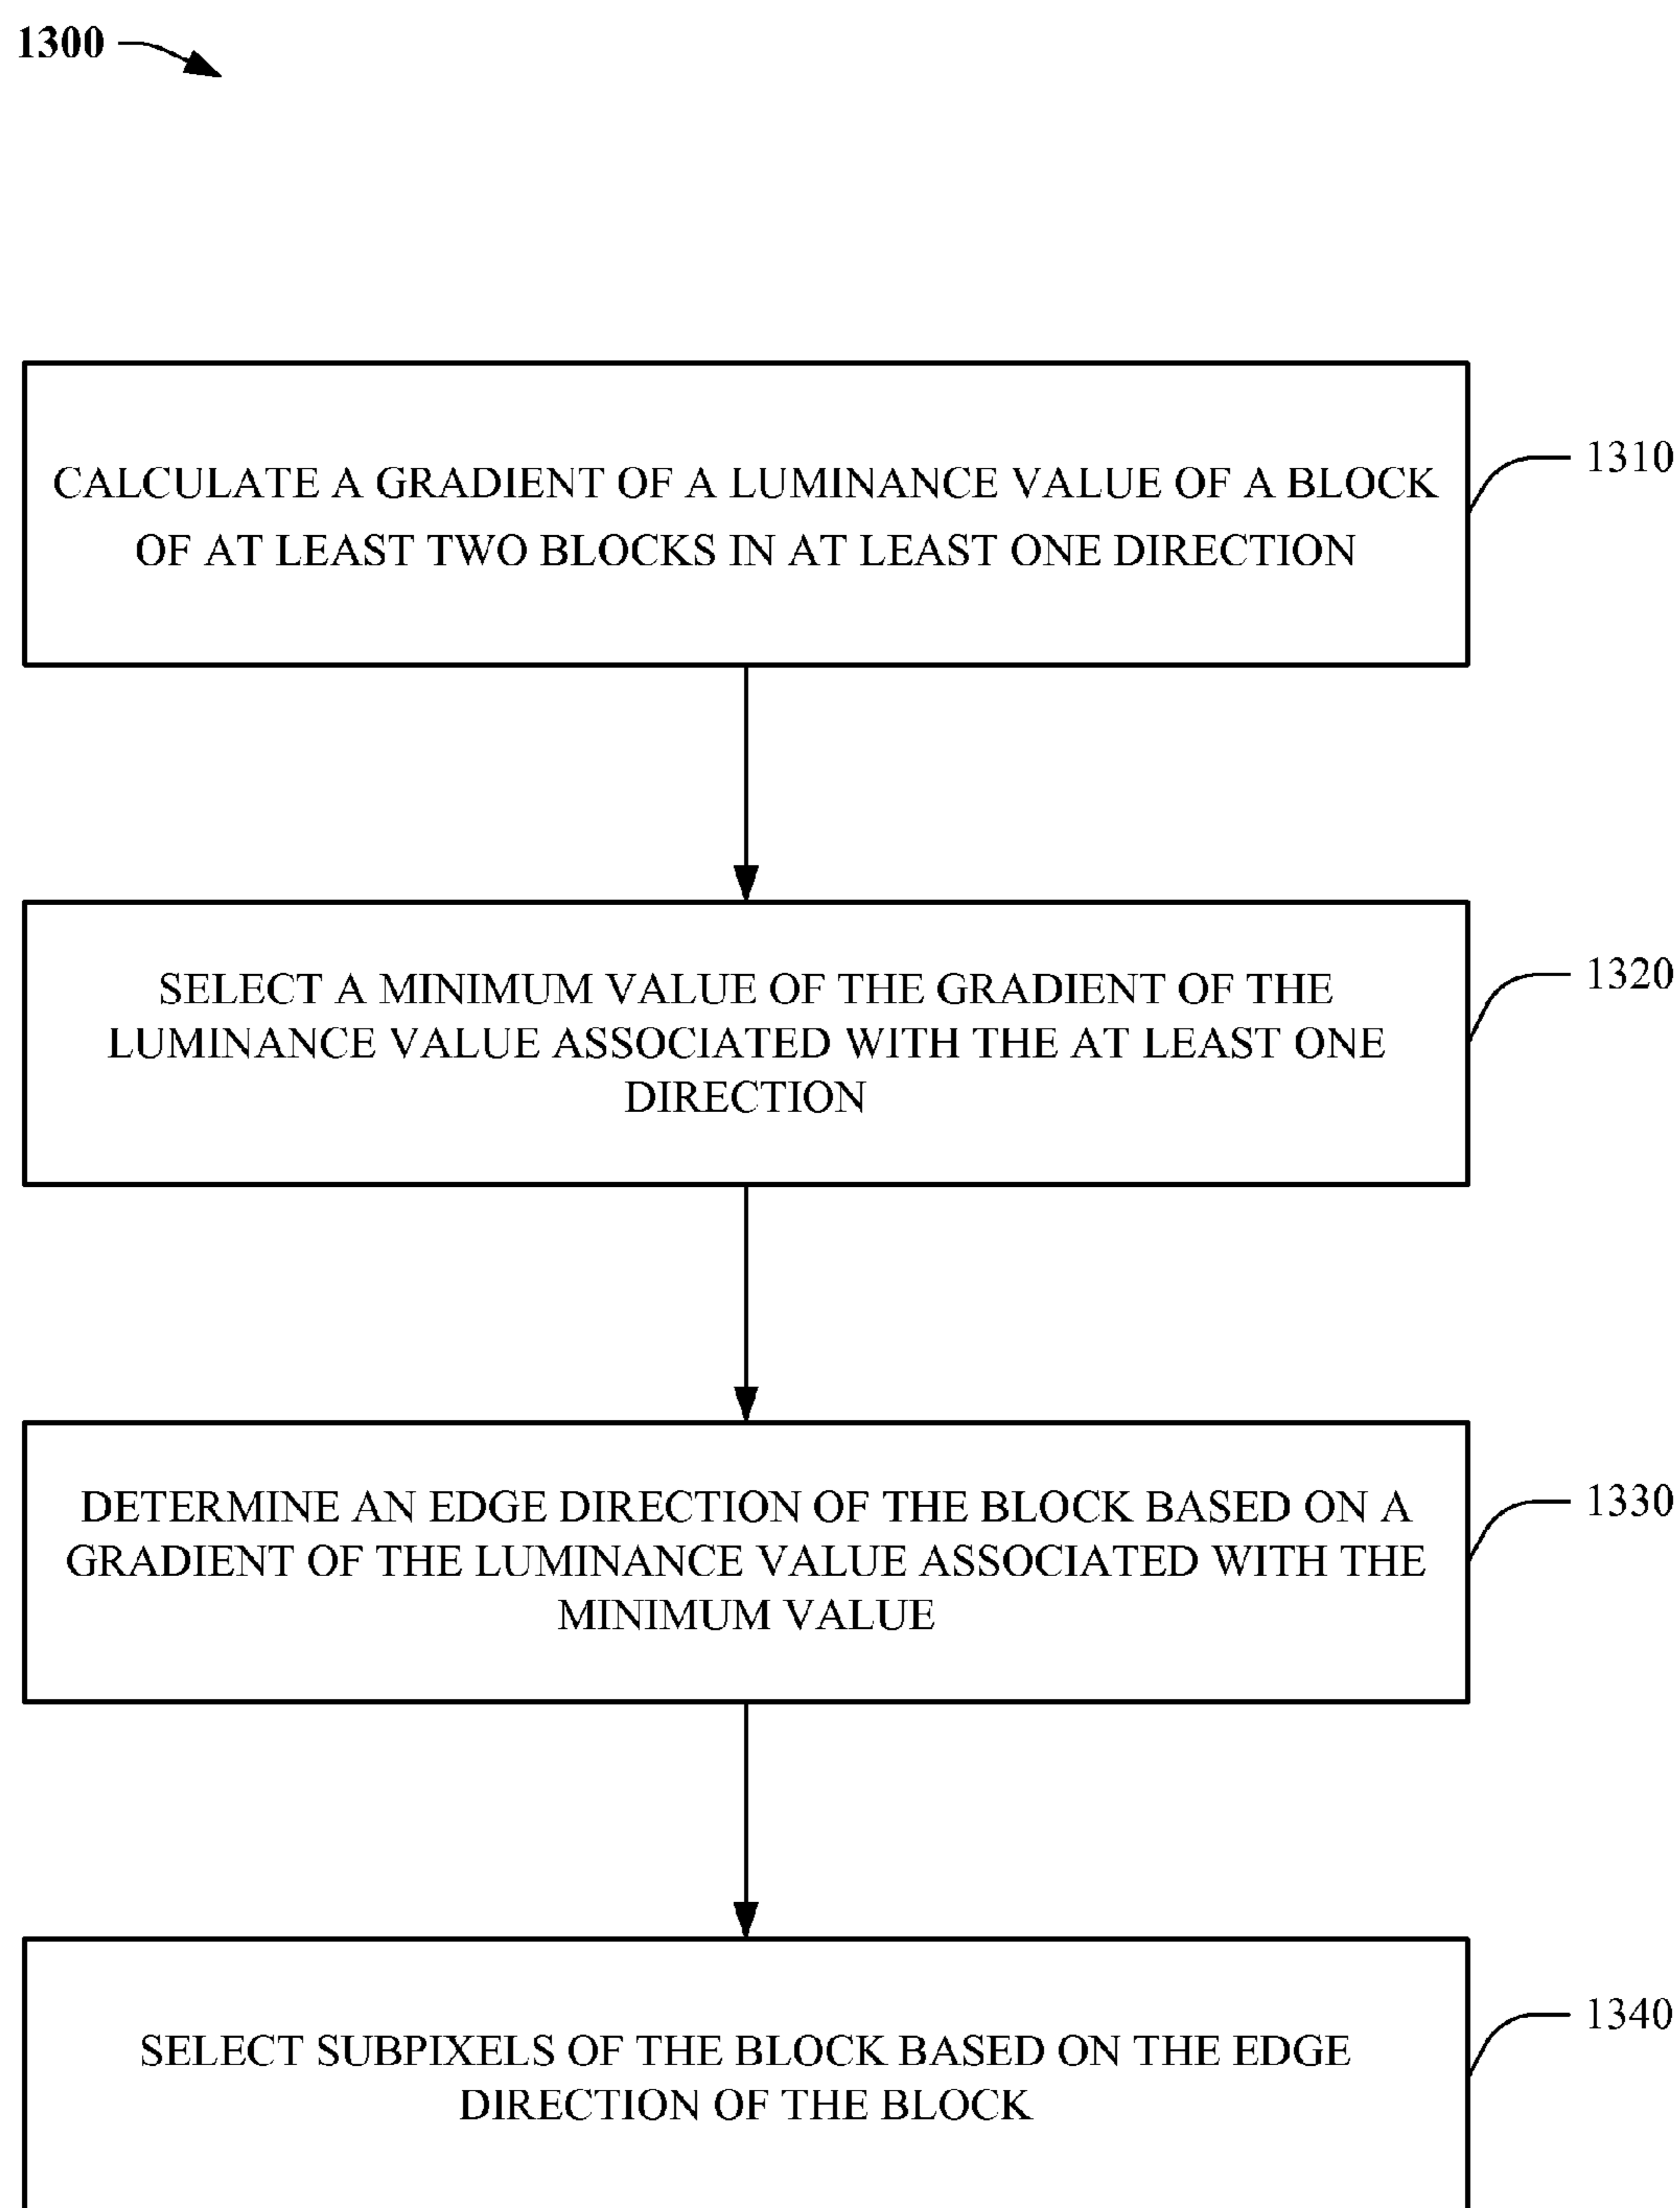 1300
CALCULATE A GRADIENT OF A LUMINANCE VALUE OF A BLOCK
OF AT LEAST TWO BLOCKS IN AT LEAST ONE DIRECTION
1310
SELECT A MINIMUM VALUE OF THE GRADIENT OF THE
LUMINANCE VALUE ASSOCIATED WITH THE AT LEAST ONE
DIRECTION
1320
DETERMINE AN EDGE DIRECTION OF THE BLOCK BASED ON A
GRADIENT OF THE LUMINANCE VALUE ASSOCIATED WITH THE
MINIMUM VALUE
1330
SELECT SUBPIXELS OF THE BLOCK BASED ON THE EDGE
DIRECTION OF THE BLOCK
1340